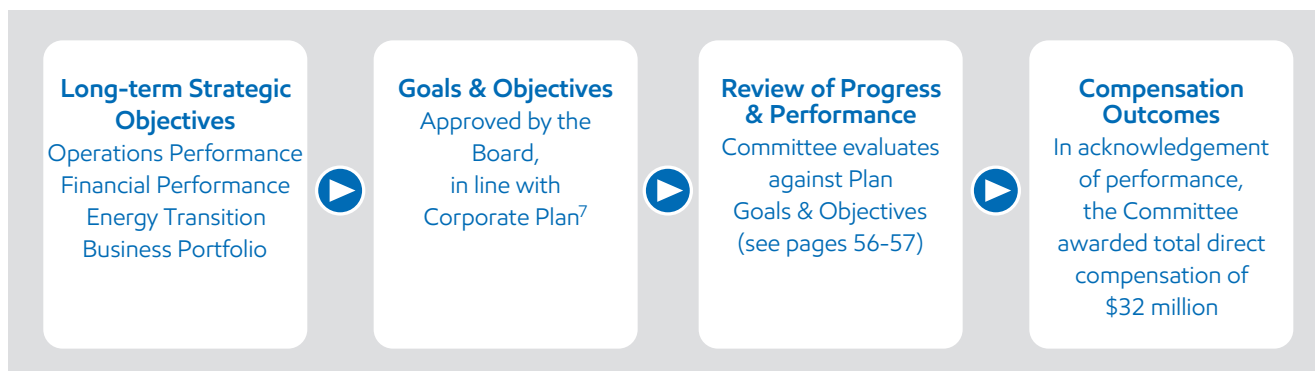 Long-term Strategic
Objectives
Operations Performance
Financial Performance
Energy Transition
Business Portfolio
Goals & Objectives
Approved by the
Board,
in line with
Corporate Plan7
Review of Progress
& Performance
Committee evaluates
against Plan
Goals & Objectives
(see pages 56-57)
Compensation
Outcomes
In acknowledgement
of performance,
the Committee
awarded total direct
compensation of
$32 million